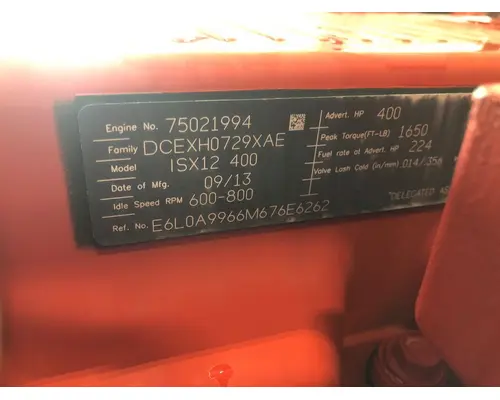 Engine No. 75021994
Family DCEXH0729XAE
Model ISX12 400
Date of Mfg. 09/13
Idle Speed RPM 600-800
Ref. No. E6L0A9966M676E6262
Advert. HP 400
Peak Torque(FT-LB) 1650
Fuel rate at Advert. HP 224
Valve Lash Cold (in/mm) .014/.356
"DELEGATED AS